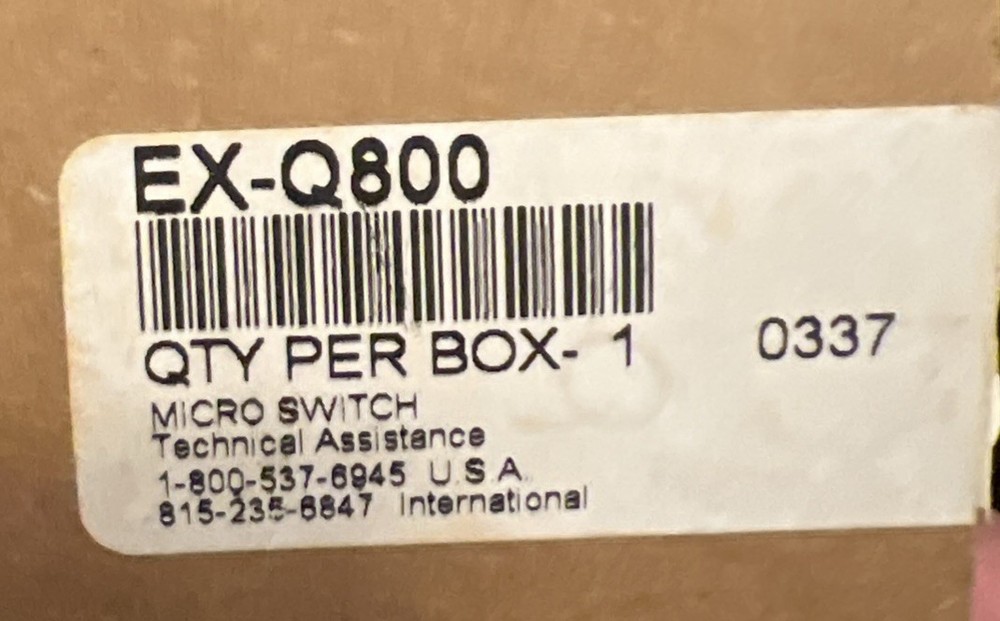 EX-Q800
QTY PER BOX- 1 0337
MICRO SWITCH
Technical Assistance
1-800-537-6945 U.S.A.
815-235-6847 International